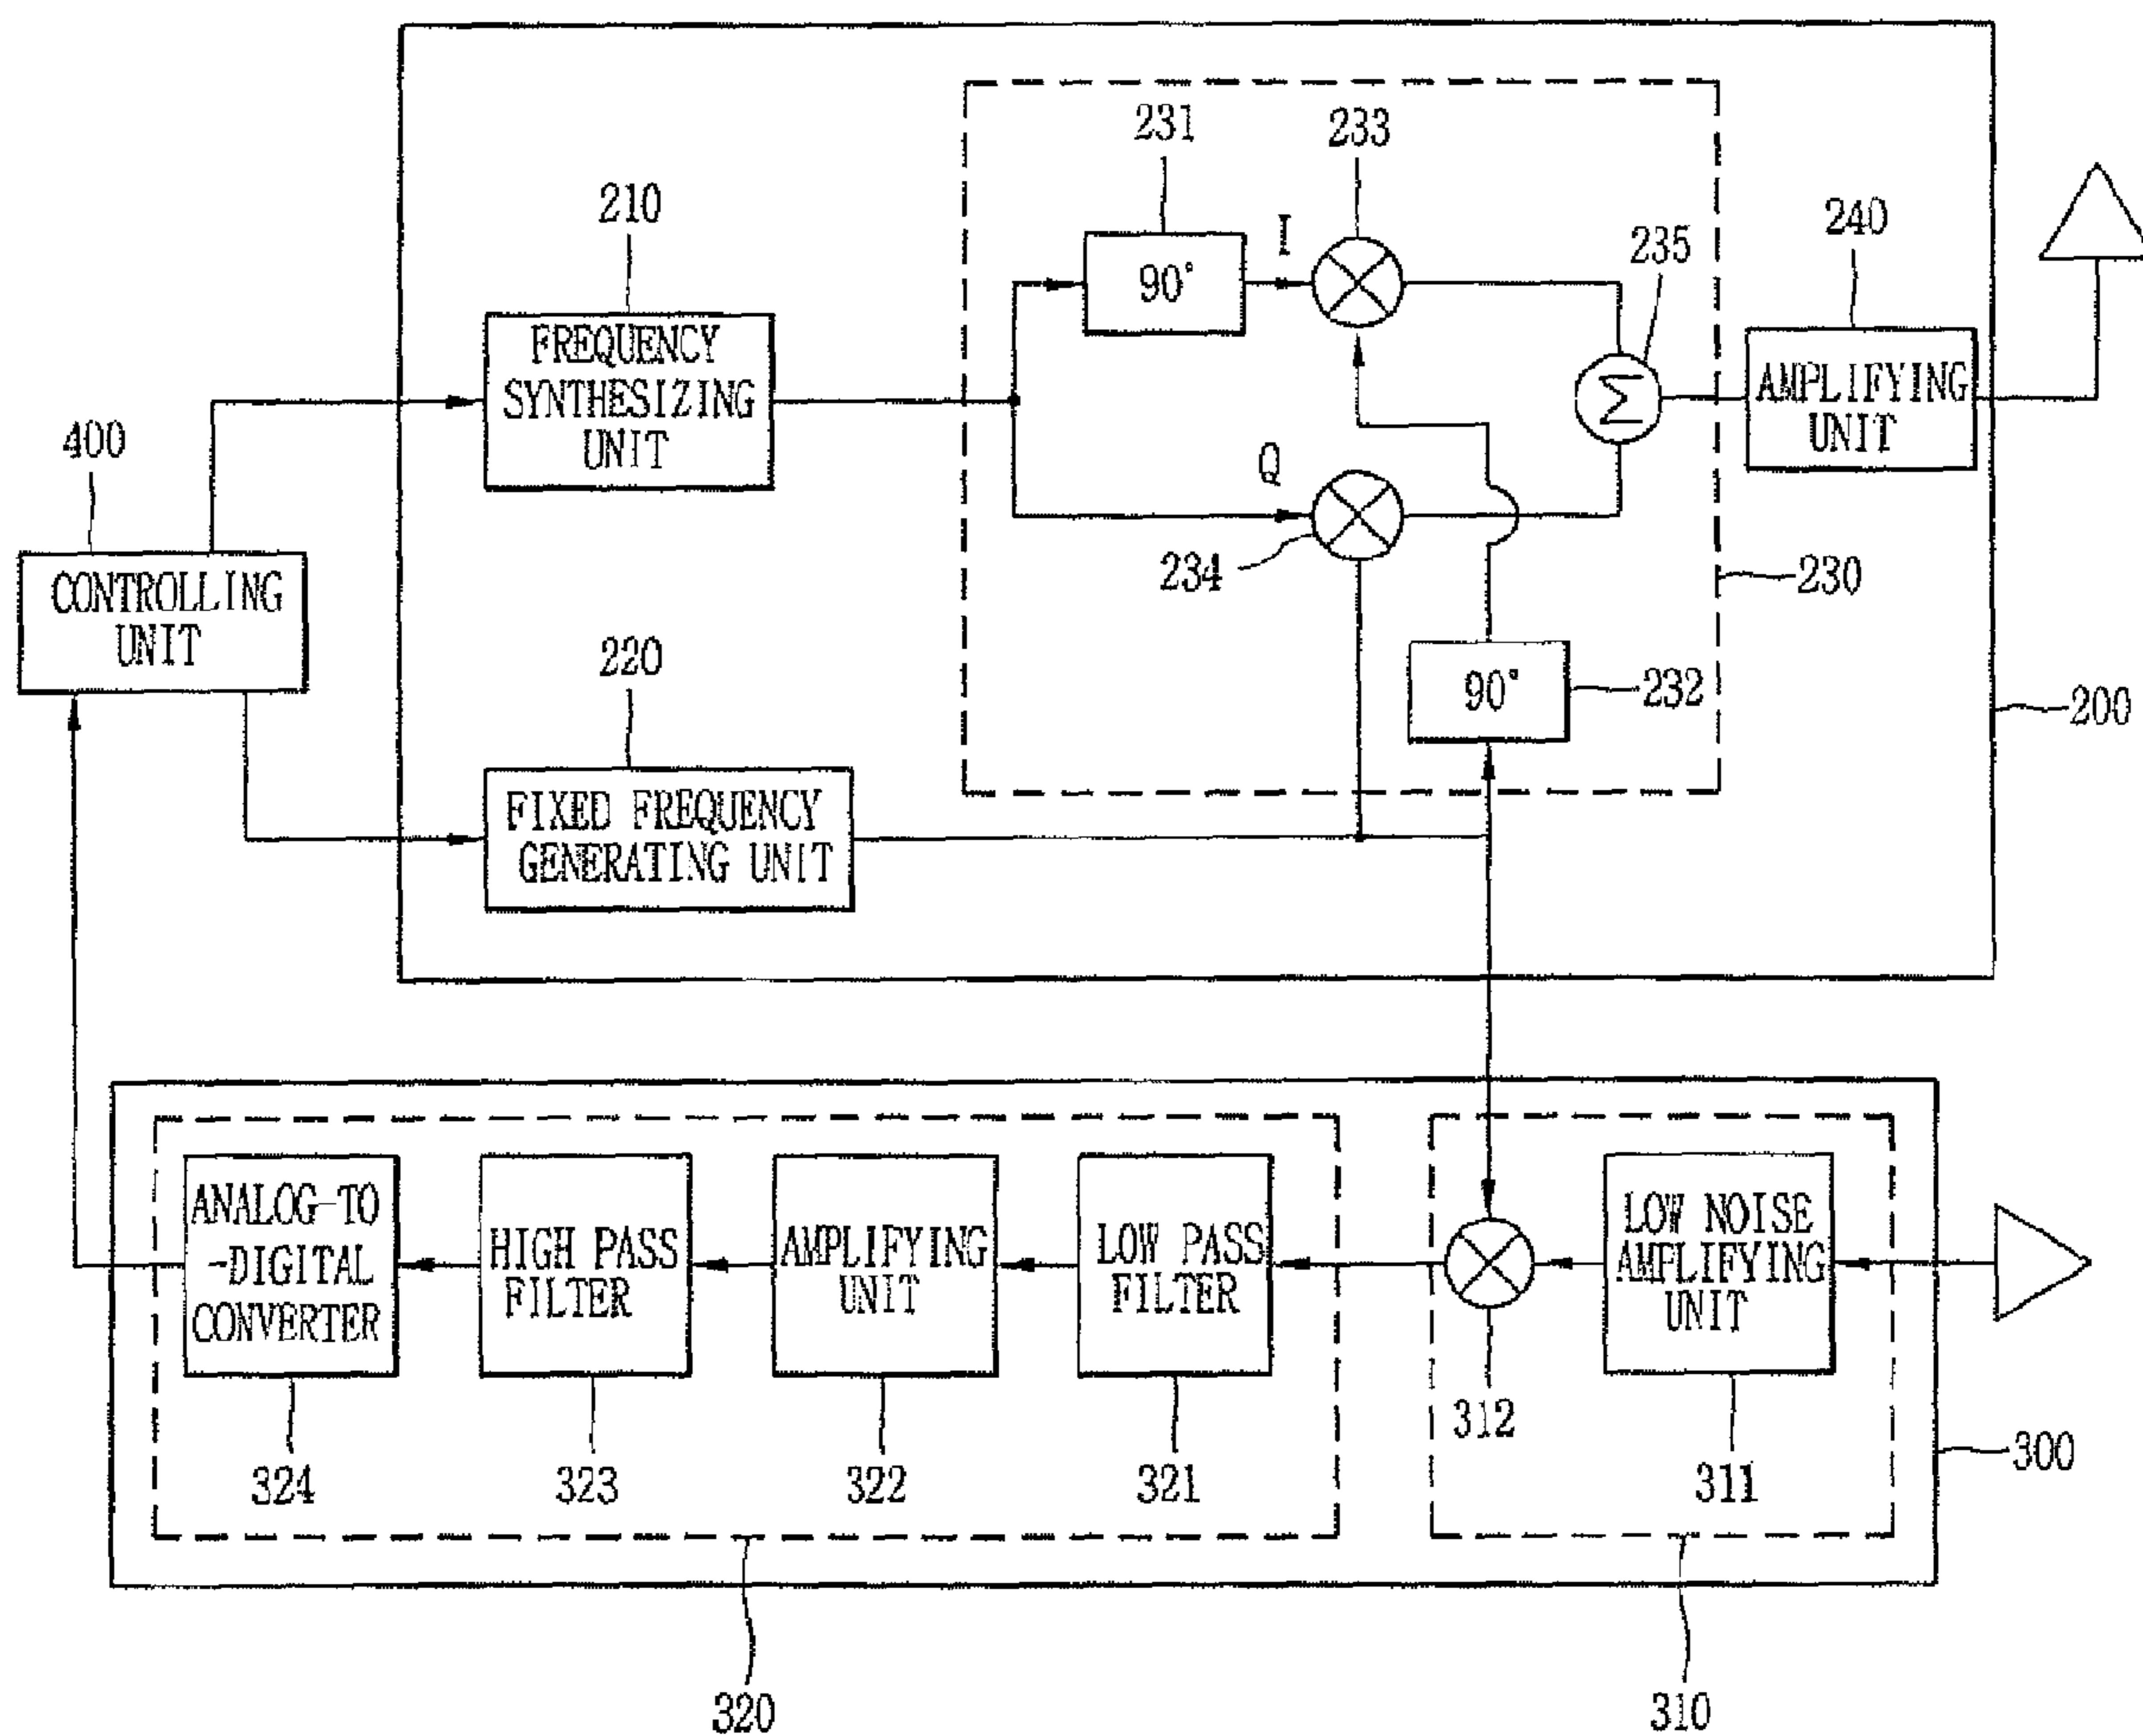 231
233
210
I
240
235
90°
FREQUENCY
SYNTHESIZING
UNIT
Σ
AMPLIFYING
UNIT
400
Q
234
230
CONTROLLING
UNIT
220
90°
232
200
FIXED FREQUENCY
GENERATING UNIT
ANALOG-TO
-DIGITAL
CONVERTER
HIGH PASS
FILTER
AMPLIFYING
UNIT
LOW PASS
FILTER
LOW NOISE
AMPLIFYING
UNIT
312
300
324
323
322
321
311
320
310